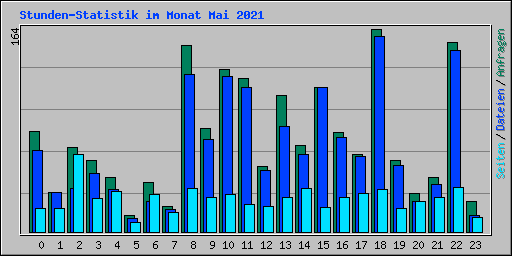 Stunden-Statistik im Monat Mai 2021
164
Seiten / Dateien / Anfragen
0 1 2 3 4 5 6 7 8 9 10 11 12 13 14 15 16 17 18 19 20 21 22 23